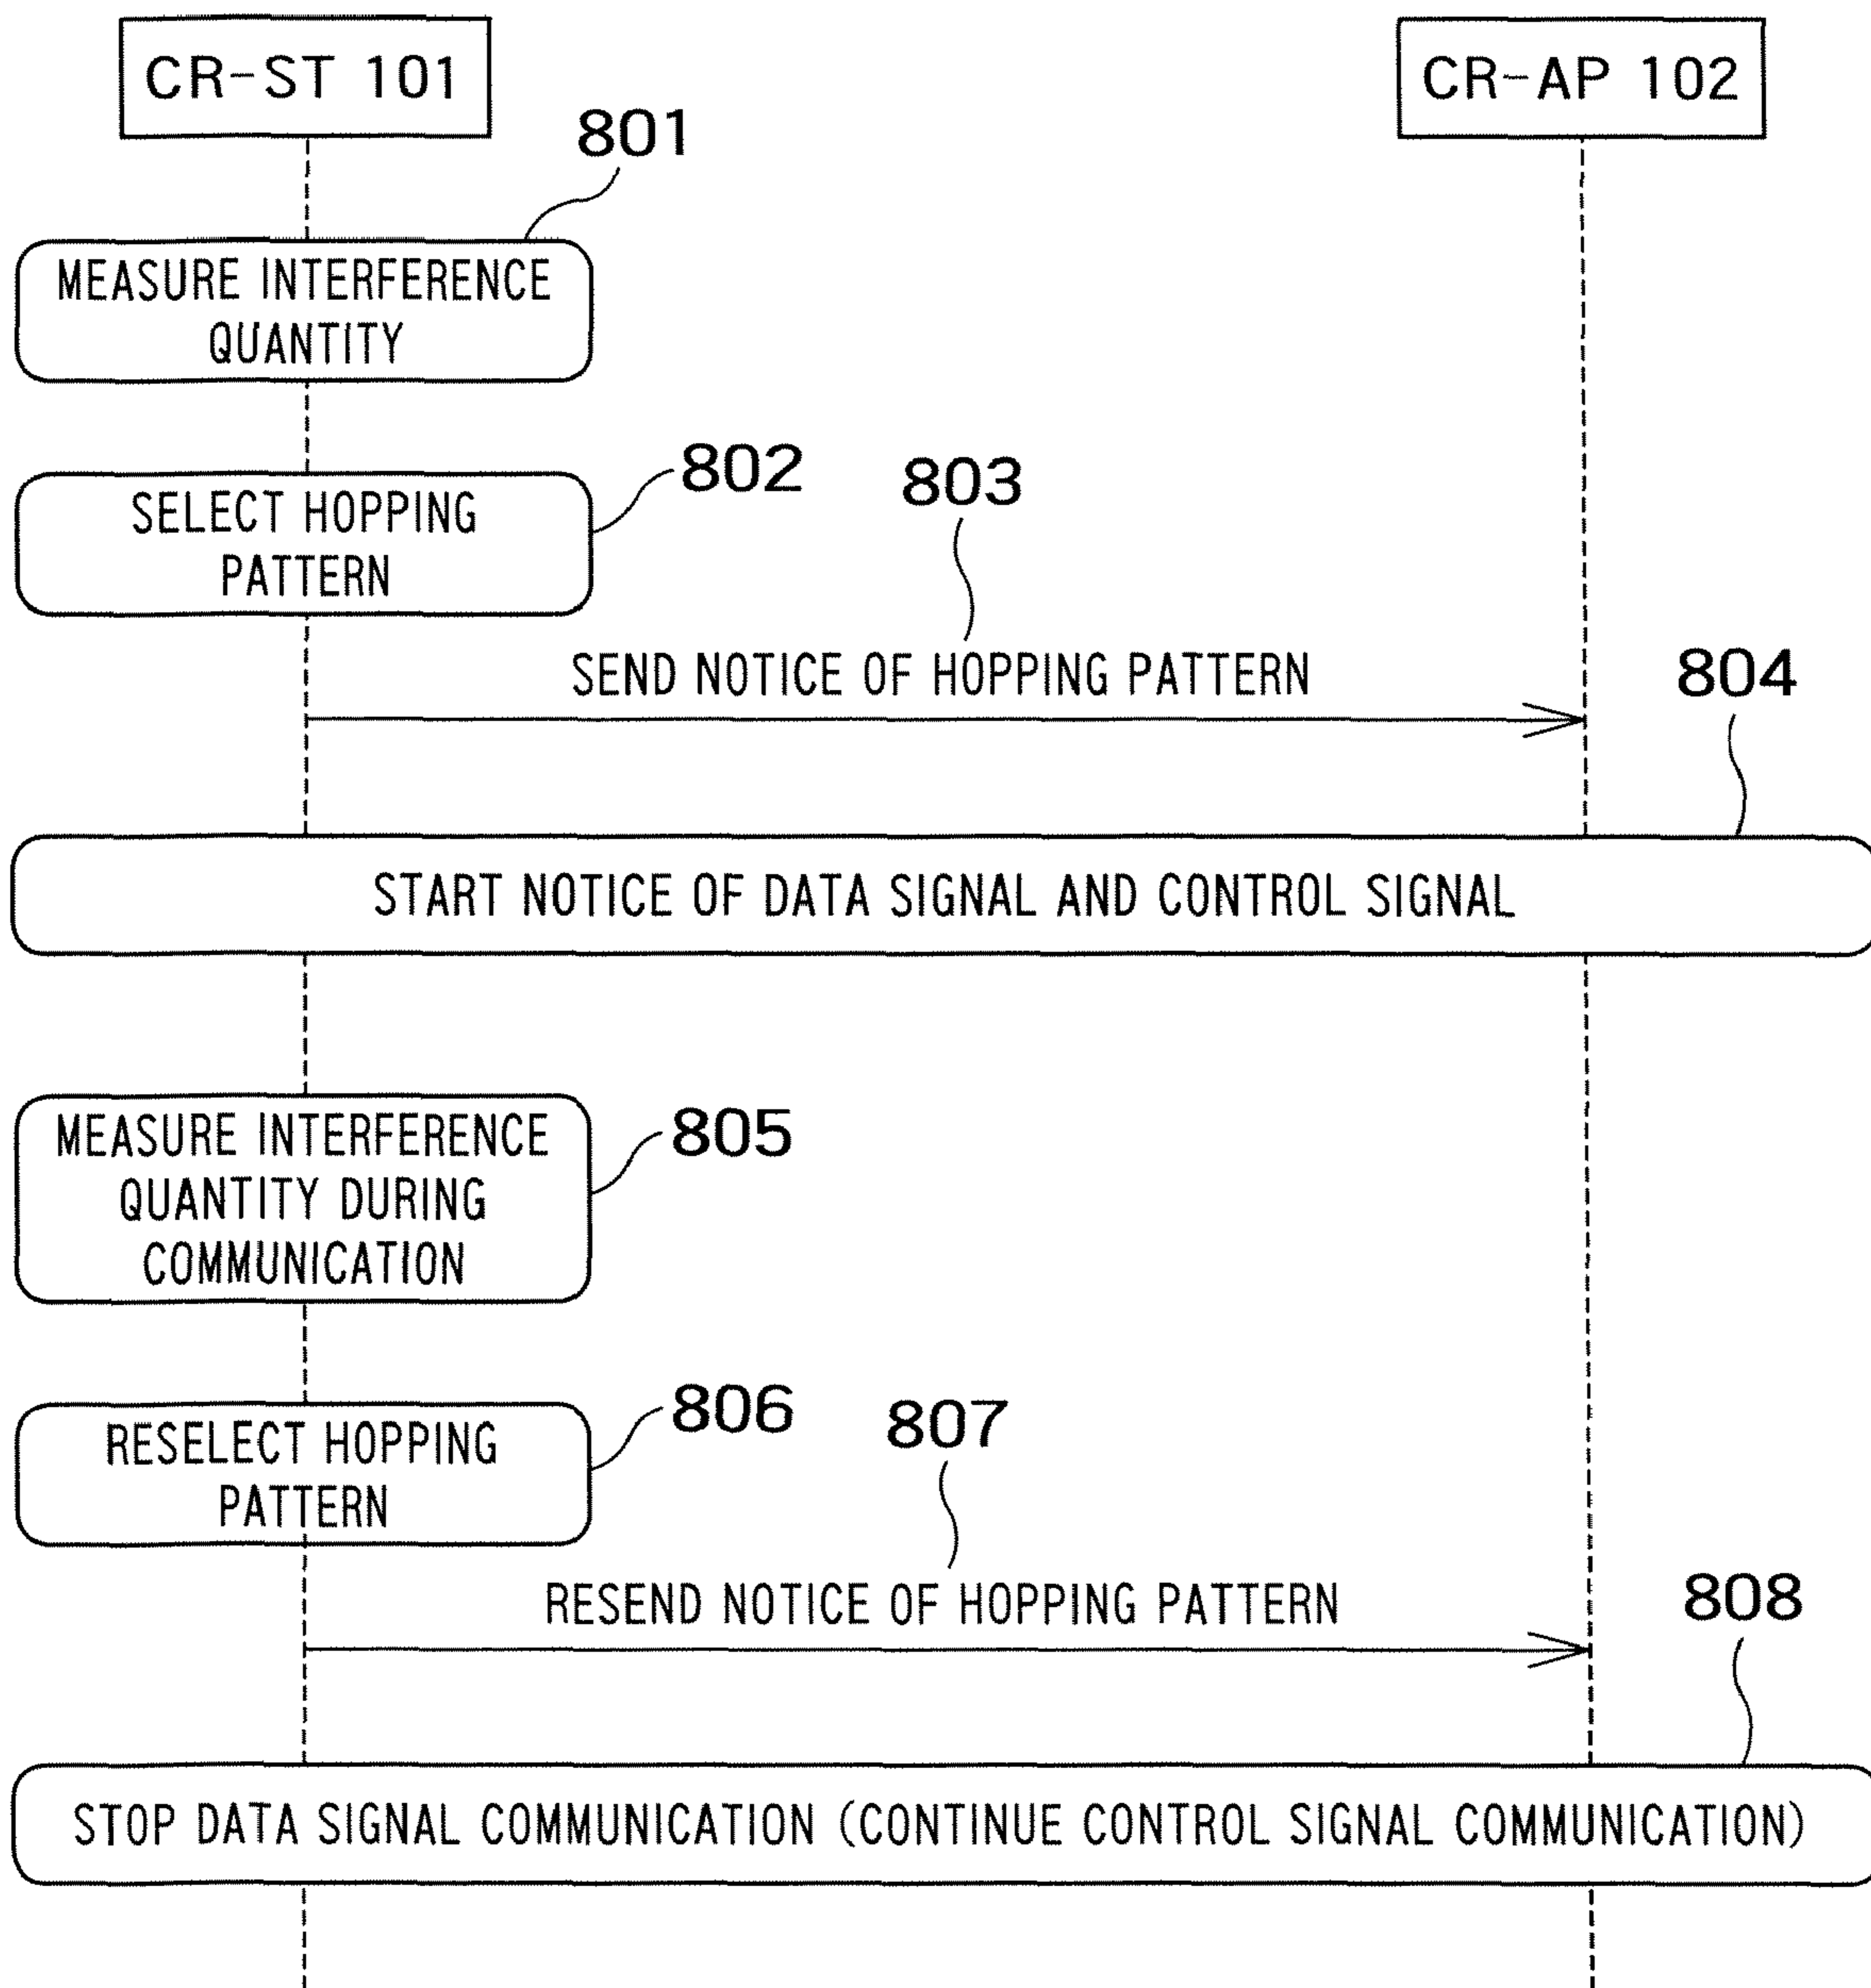 CR-ST 101
CR-AP 102
801
MEASURE INTERFERENCE
QUANTITY
802
SELECT HOPPING
PATTERN
803
SEND NOTICE OF HOPPING PATTERN
804
START NOTICE OF DATA SIGNAL AND CONTROL SIGNAL
805
MEASURE INTERFERENCE
QUANTITY DURING
COMMUNICATION
806
RESELECT HOPPING
PATTERN
807
RESEND NOTICE OF HOPPING PATTERN
808
STOP DATA SIGNAL COMMUNICATION (CONTINUE CONTROL SIGNAL COMMUNICATION)